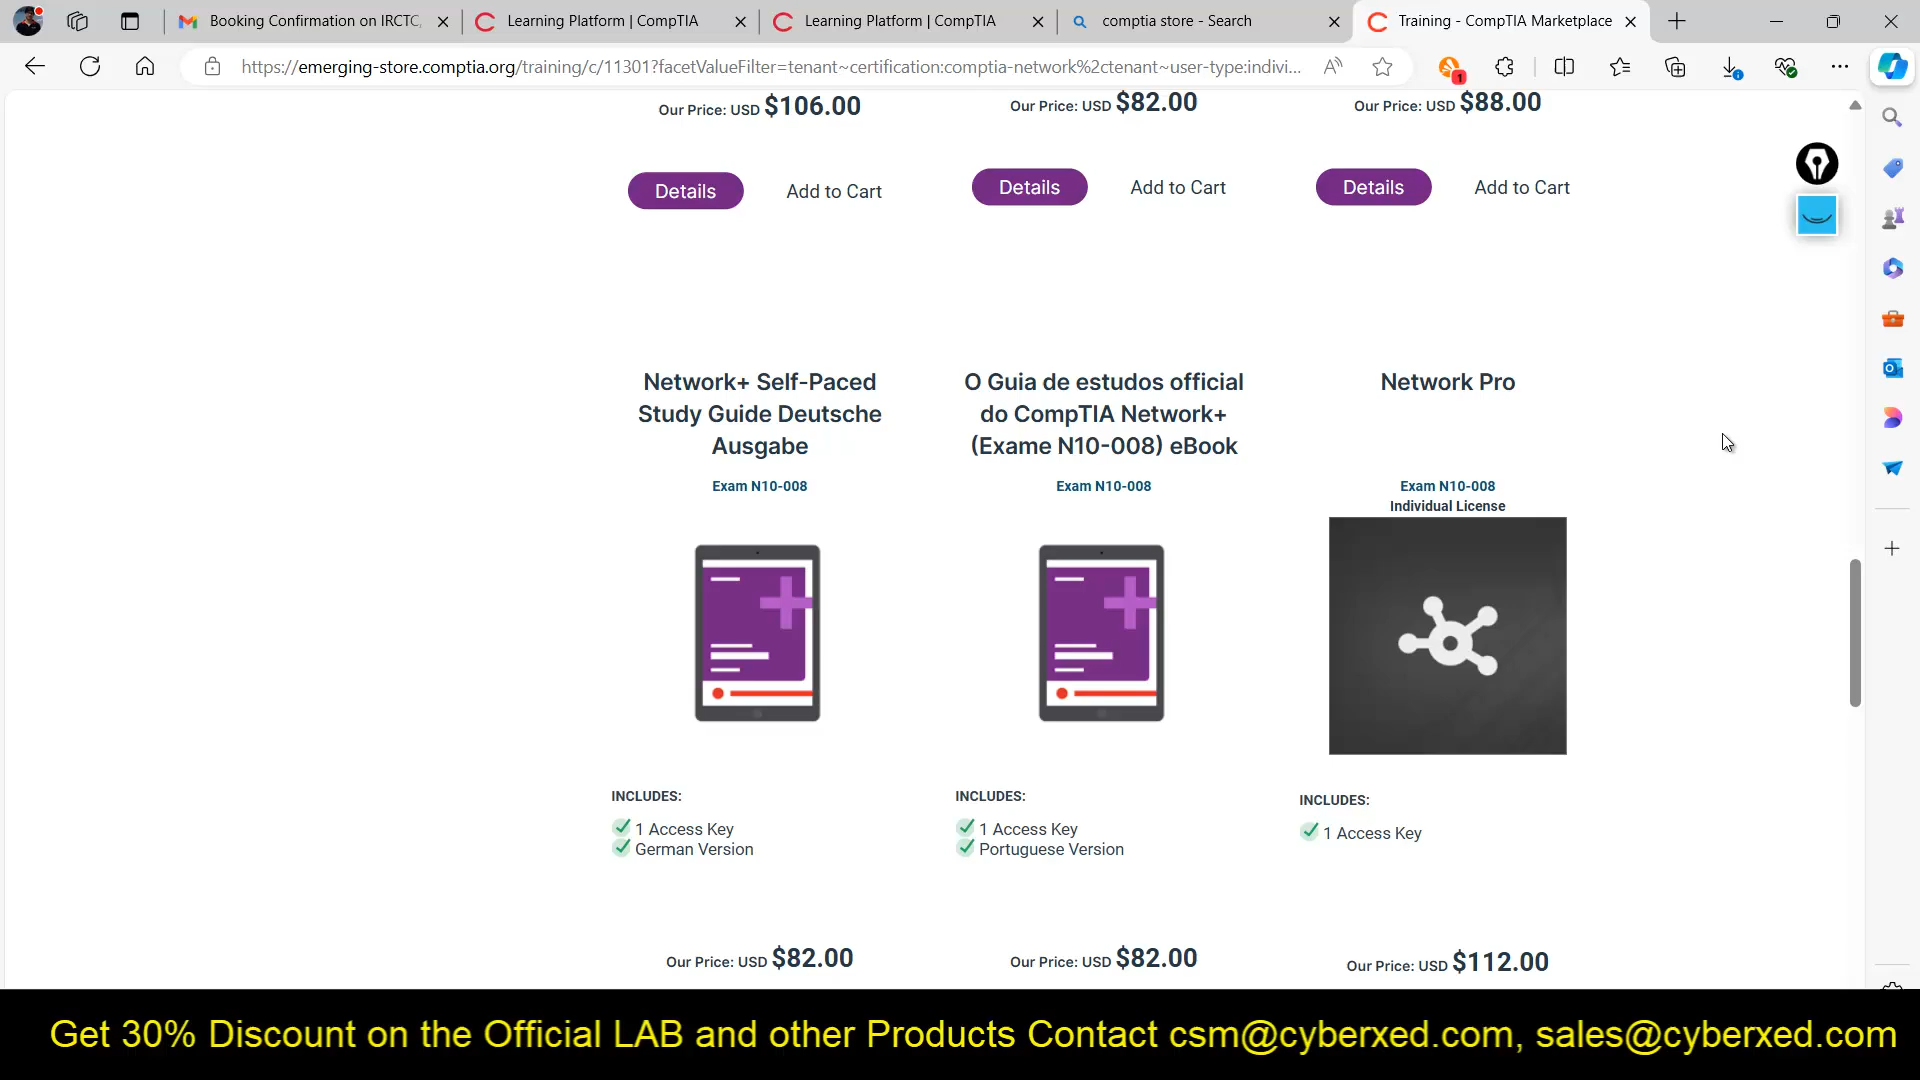 Booking Confirmation on IRCTC,
Learning Platform | CompTIA
Learning Platform | CompTIA
comptia store - Search
Training - CompTIA Marketplace
https://emerging-store.comptia.org/training/c/11301?facetValueFilter=tenant~certification:comptia-network%2ctenant~user-type:indivi...
1
Our Price: USD $106.00
Our Price: USD $82.00
Our Price: USD $88.00
Details
Add to Cart
Details
Add to Cart
Details
Add to Cart
Network+ Self-Paced
Study Guide Deutsche
Ausgabe
Exam N10-008
O Guia de estudos official
do CompTIA Network+
(Exame N10-008) eBook
Exam N10-008
Network Pro
Exam N10-008
Individual License
INCLUDES:
1 Access Key
German Version
INCLUDES:
1 Access Key
Portuguese Version
INCLUDES:
1 Access Key
Our Price: USD $82.00
Our Price: USD $82.00
Our Price: USD $112.00
Get 30% Discount on the Official LAB and other Products Contact csm@cyberxed.com, sales@cyberxed.com